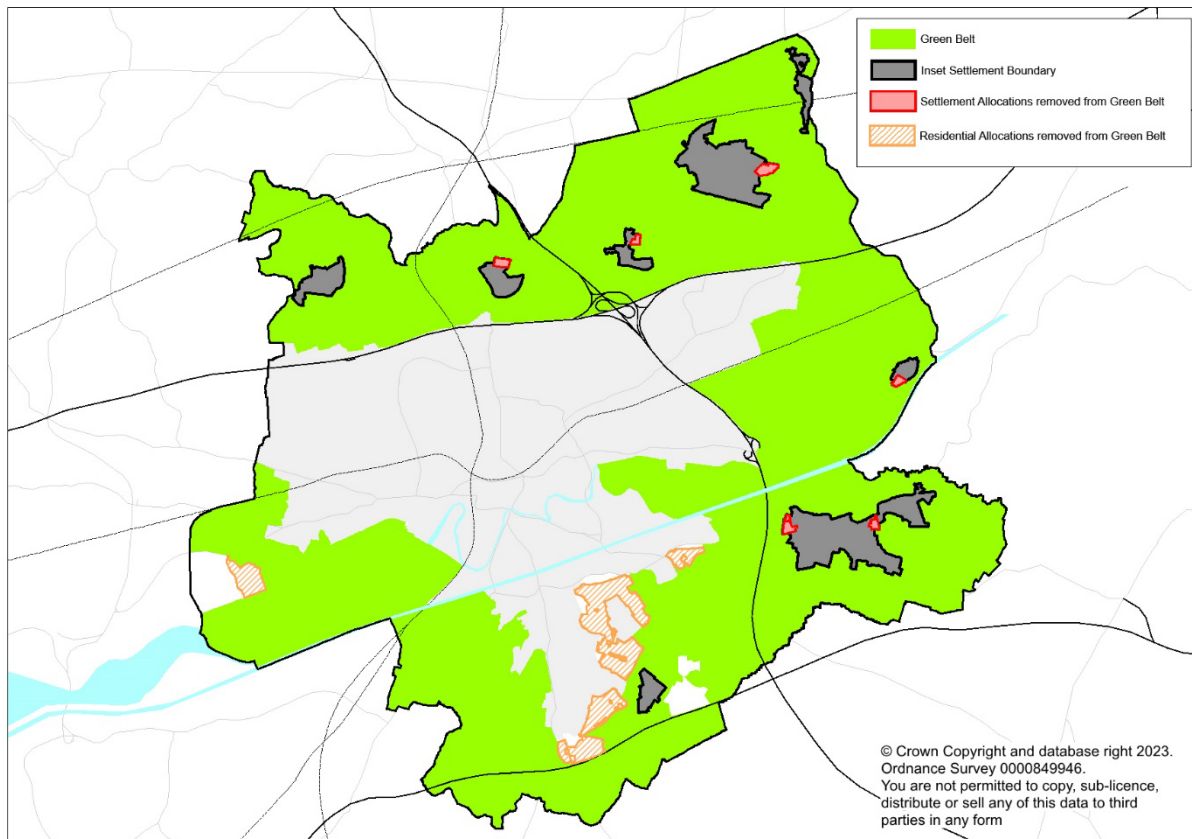 Green Belt
Inset Settlement Boundary
Settlement Allocations removed from Green Belt
Residential Allocations removed from Green Belt
© Crown Copyright and database right 2023.
Ordnance Survey 0000849946.
You are not permitted to copy, sub-licence,
distribute or sell any of this data to third
parties in any form